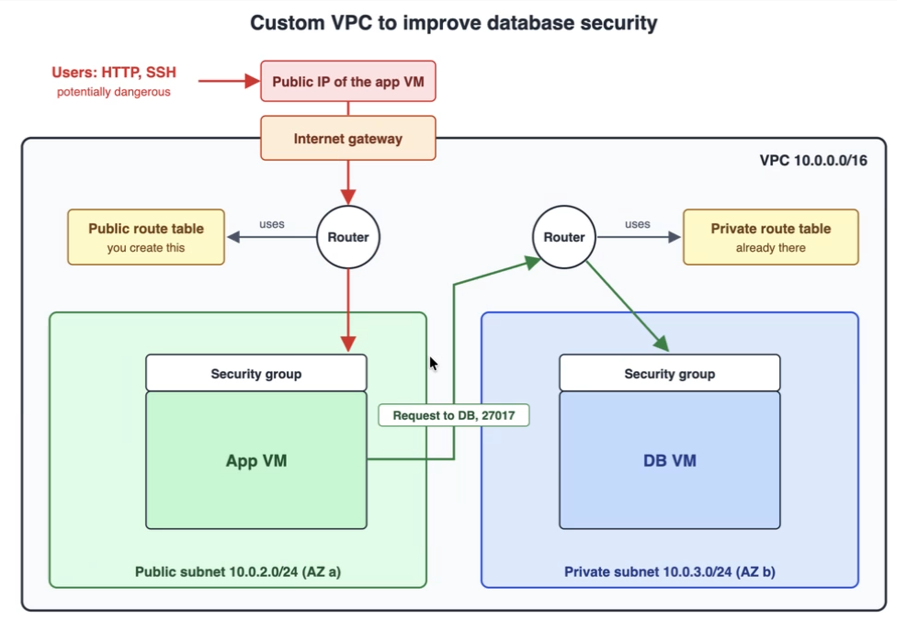 Custom VPC to improve database security
Users: HTTP, SSH
potentially dangerous
Public IP of the app VM
Internet gateway
VPC 10.0.0.0/16
Public route table
you create this
uses
Router
Router
uses
Private route table
already there
Security group
App VM
Request to DB, 27017
Security group
DB VM
Public subnet 10.0.2.0/24 (AZ a)
Private subnet 10.0.3.0/24 (AZ b)